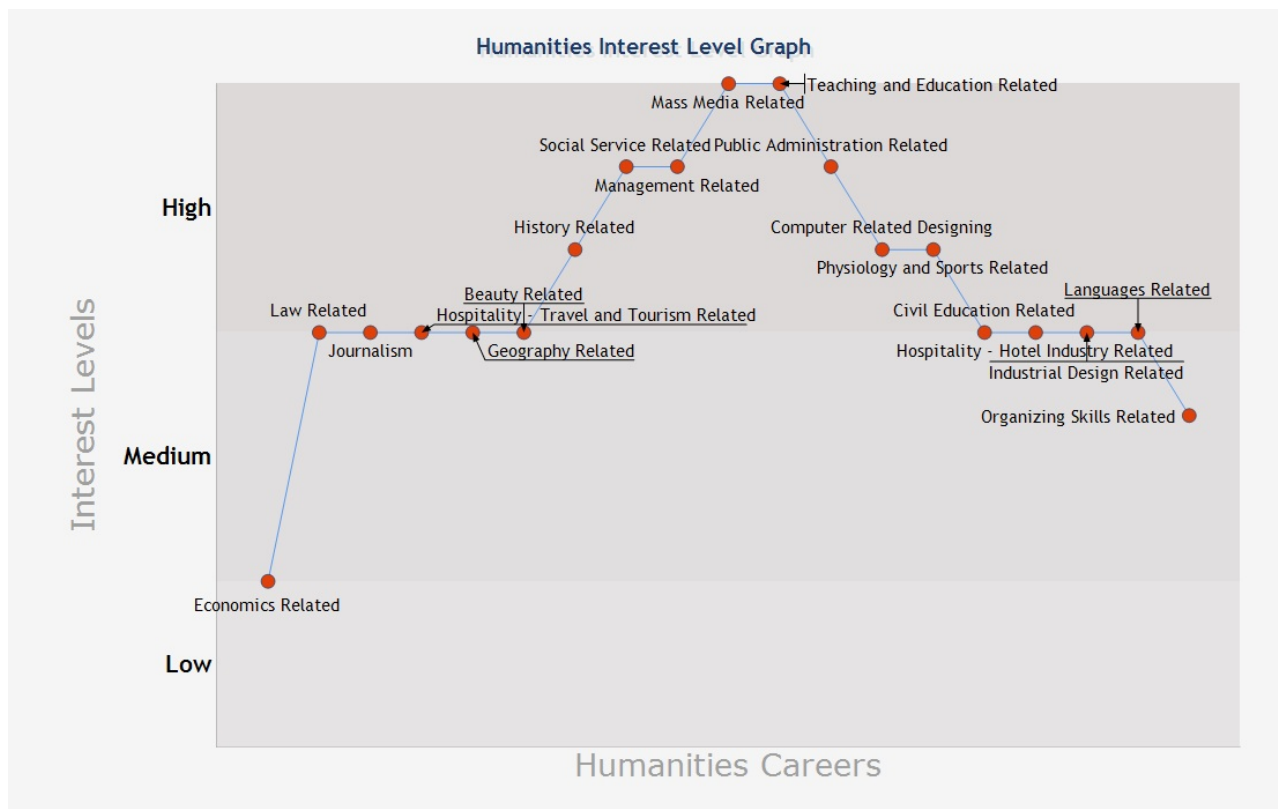 Humanities Interest Level Graph
Teaching and Education Related
Mass Media Related
Social Service Related
Public Administration Related
Management Related
High
History Related
Computer Related Designing
Physiology and Sports Related
Beauty Related
Languages Related
Law Related
Hospitality - Travel and Tourism Related
Civil Education Related
Journalism
Geography Related
Hospitality - Hotel Industry Related
Industrial Design Related
Organizing Skills Related
Medium
Interest Levels
Economics Related
Low
Humanities Careers